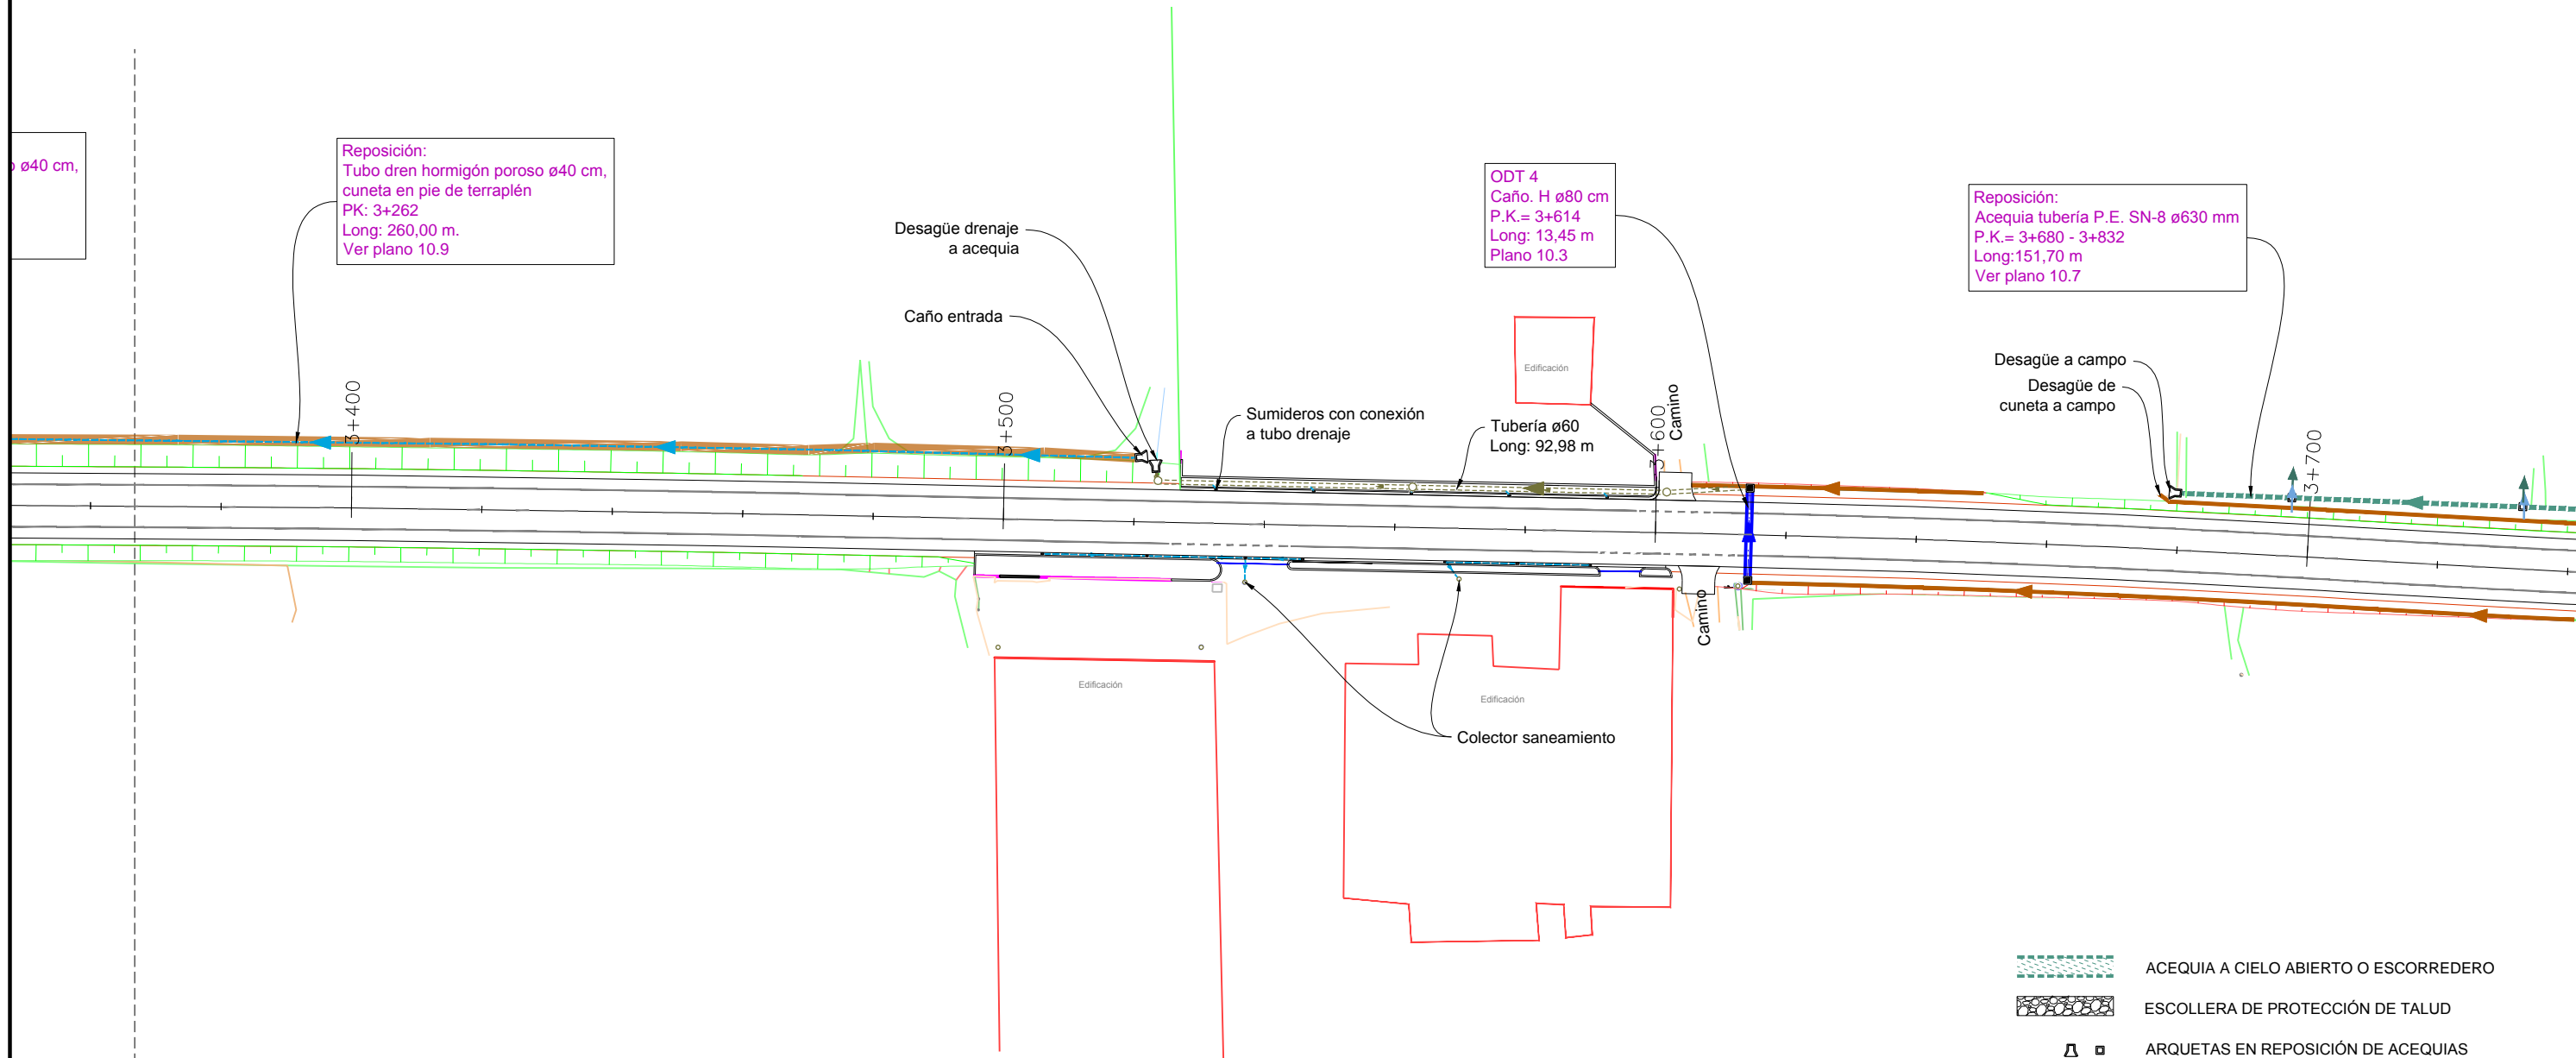 ø40 cm,
Reposición:
Tubo dren hormigón poroso ø40 cm,
cuneta en pie de terraplén
PK: 3+262
Long: 260,00 m.
Ver plano 10.9
Desagüe drenaje
a acequia
Caño entrada
ODT 4
Caño. H ø80 cm
P.K.= 3+614
Long: 13,45 m
Plano 10.3
Reposición:
Acequia tubería P.E. SN-8 ø630 mm
P.K.= 3+680 - 3+832
Long:151,70 m
Ver plano 10.7
Edificación
Desagüe a campo
Desagüe de
cuneta a campo
Sumideros con conexión
a tubo drenaje
Tubería ø60
Long: 92,98 m
3+400
3+500
3+600
Camino
3+700
Camino
Edificación
Edificación
Colector saneamiento
ACEQUIA A CIELO ABIERTO O ESCORREDERO
ESCOLLERA DE PROTECCIÓN DE TALUD
ARQUETAS EN REPOSICIÓN DE ACEQUIAS